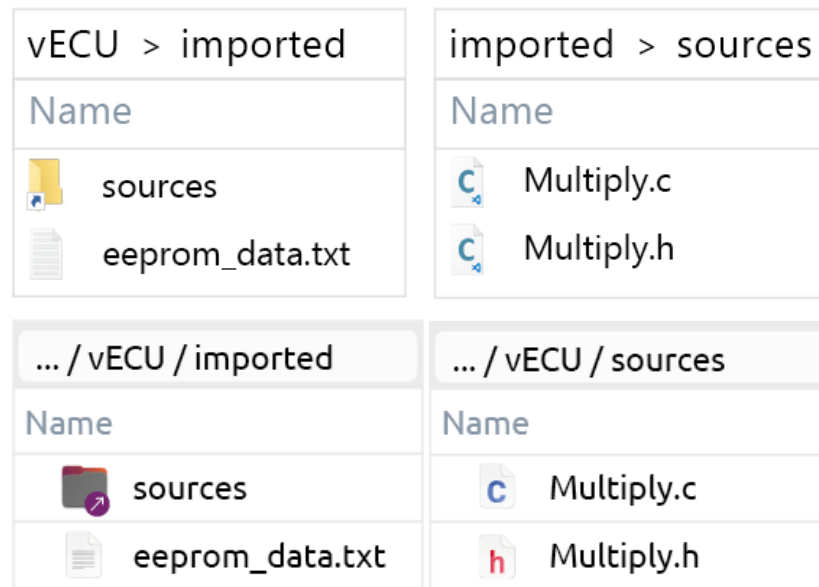 vECU > imported
Name
sources
eeprom_data.txt
imported > sources
Name
Multiply.c
Multiply.h
... / vECU / imported
Name
sources
eeprom_data.txt
... / vECU / sources
Name
C Multiply.c
h Multiply.h